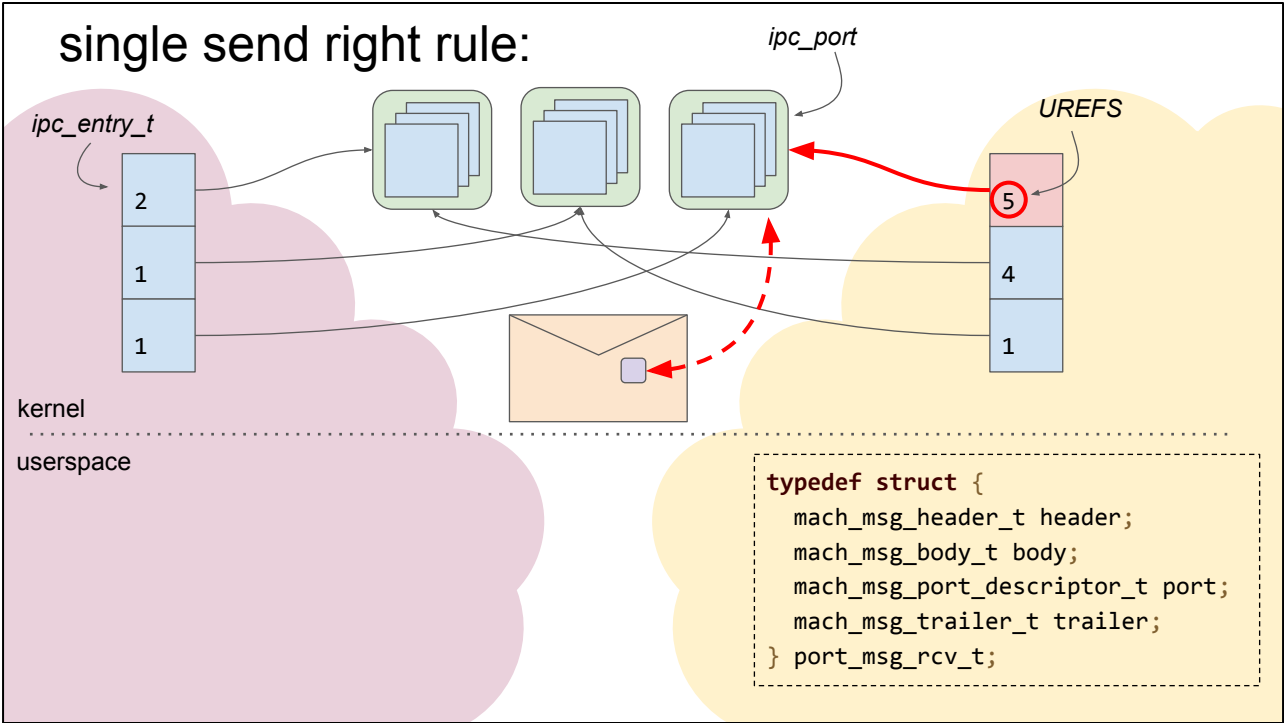 single send right rule:
ipc_port
ipc_entry_t
UREFS
2
1
1
5
4
1
kernel
userspace
typedef struct {
  mach_msg_header_t header;
  mach_msg_body_t body;
  mach_msg_port_descriptor_t port;
  mach_msg_trailer_t trailer;
} port_msg_rcv_t;